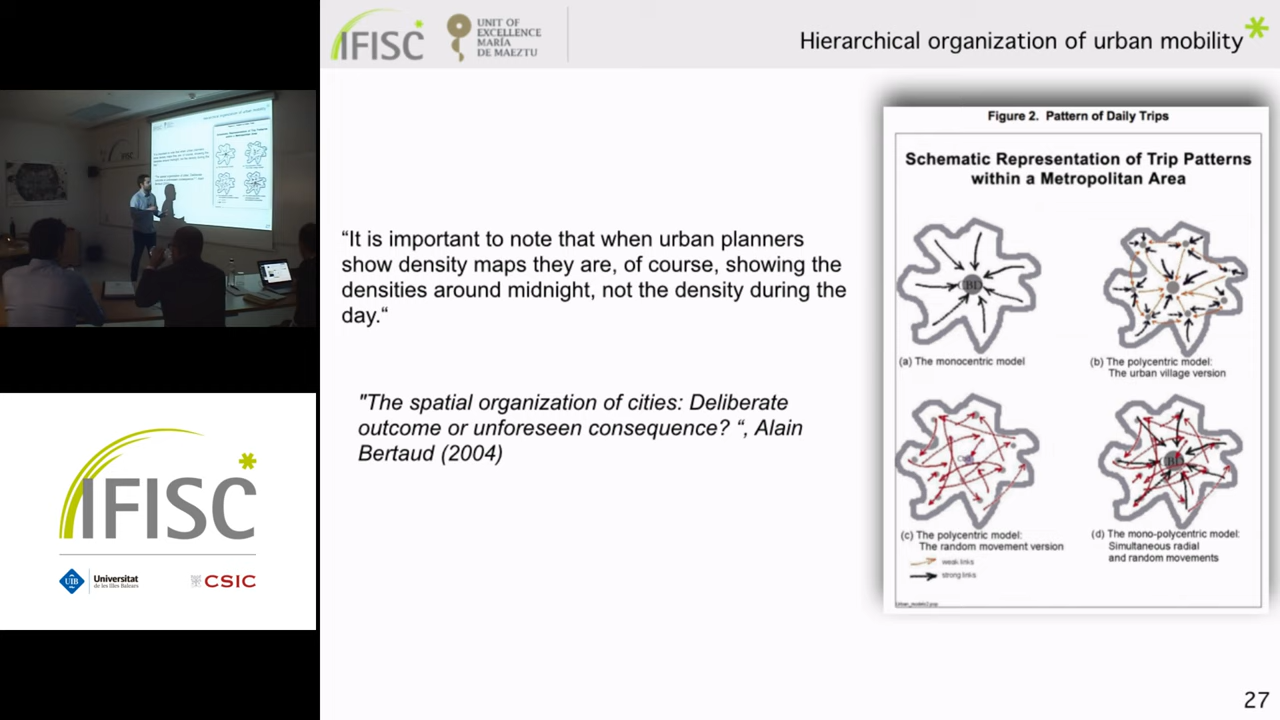 IFISC
UNIT OF
EXCELLENCE
MARÍA
DE MAEZTU
Hierarchical organization of urban mobility
“It is important to note that when urban planners
show density maps they are, of course, showing the
densities around midnight, not the density during the
day.“
"The spatial organization of cities: Deliberate
outcome or unforeseen consequence? “, Alain
Bertaud (2004)
Figure 2. Pattern of Daily Trips
Schematic Representation of Trip Patterns
within a Metropolitan Area
CBD
(a) The monocentric model
(b) The polycentric model:
The urban village version
CBD
(c) The polycentric model:
The random movement version
(d) The mono-polycentric model:
Simultaneous radial
and random movements
weak links
strong links
27
IFISC
UIB
Universitat
de les Illes Balears
CSIC